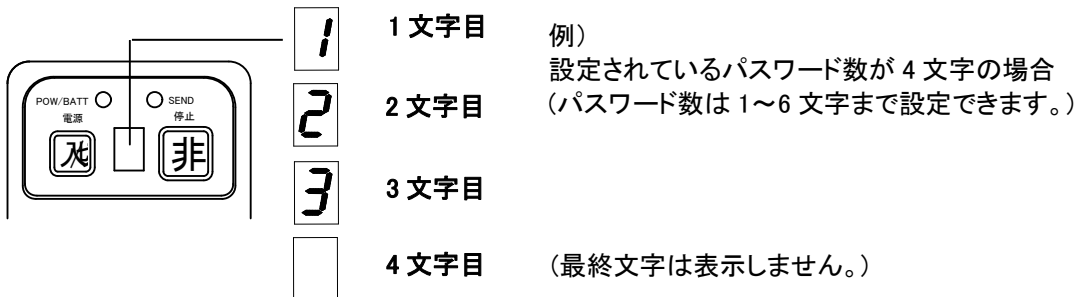 1 1文字目 例)
設定されているパスワード数が 4 文字の場合
POW/BATT SEND
2 2文字目 (パスワード数は 1~6 文字まで設定できます。)
電源 停止
非
3 3文字目
4文字目 (最終文字は表示しません。)